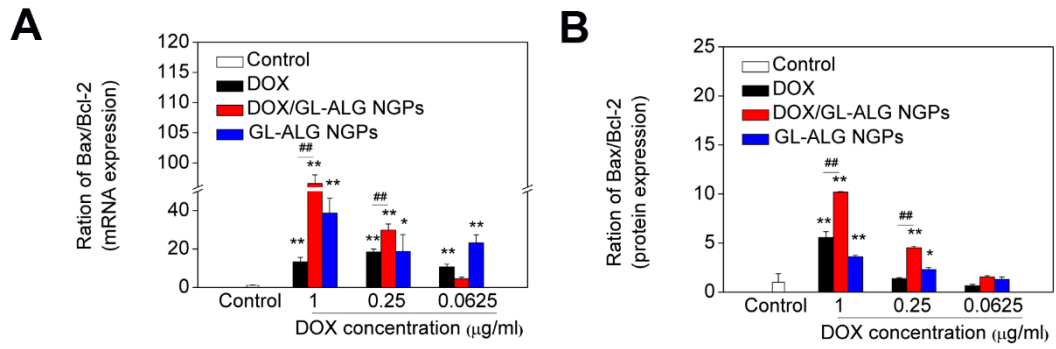 A
Ration of Bax/Bcl-2
(mRNA expression)
120
115
110
105
100
40
20
0
Control
DOX
DOX/GL-ALG NGPs
GL-ALG NGPs
##
**
**
**
##
**
**
*
**
**
Control
1
0.25
0.0625
DOX concentration (μg/ml)
B
Ration of Bax/Bcl-2
(protein expression)
25
20
15
10
5
0
Control
DOX
DOX/GL-ALG NGPs
GL-ALG NGPs
##
**
**
**
##
**
*
Control
1
0.25
0.0625
DOX concentration (μg/ml)